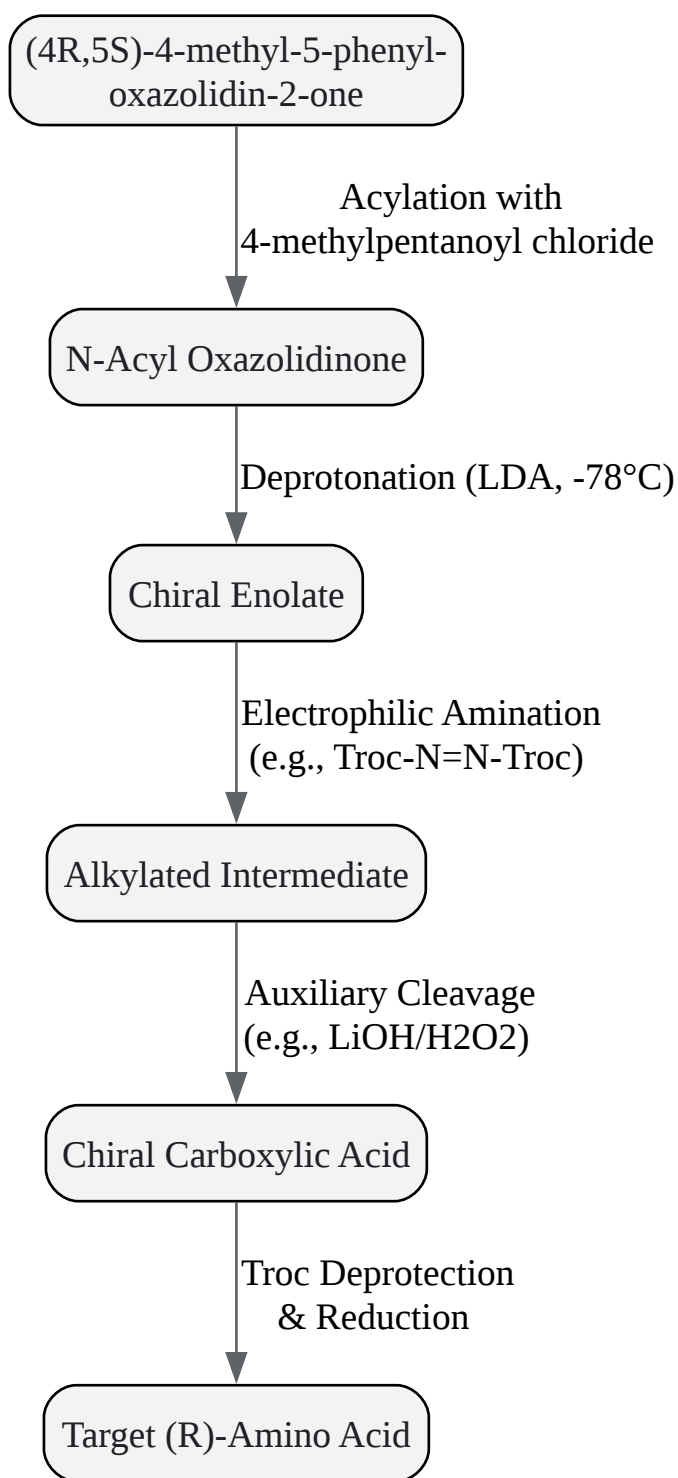 (4R,5S)-4-methyl-5-phenyl-
oxazolidin-2-one
Acylation with
4-methylpentanoyl chloride
N-Acyl Oxazolidinone
Deprotonation (LDA, -78°C)
Chiral Enolate
Electrophilic Amination
(e.g., Troc-N=N-Troc)
Alkylated Intermediate
Auxiliary Cleavage
(e.g., LiOH/H2O2)
Chiral Carboxylic Acid
Troc Deprotection
& Reduction
Target (R)-Amino Acid